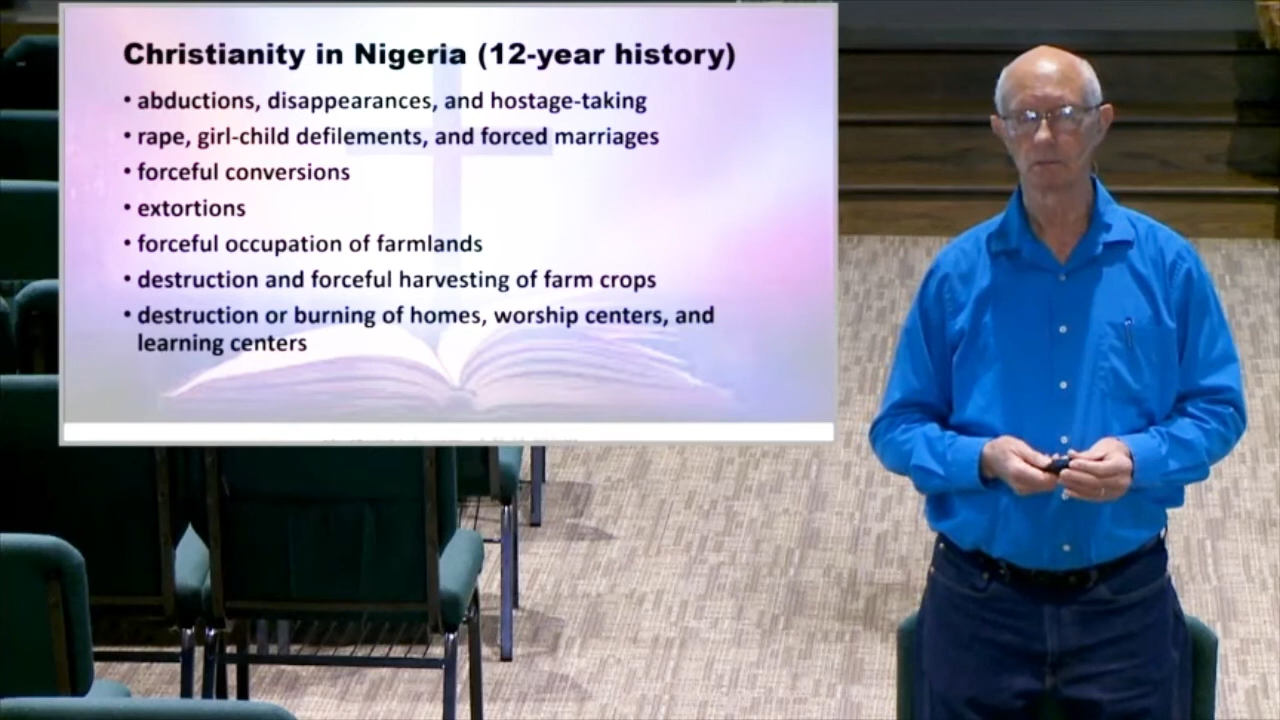 Christianity in Nigeria (12-year history)
• abductions, disappearances, and hostage-taking
• rape, girl-child defilements, and forced marriages
• forceful conversions
• extortions
• forceful occupation of farmlands
• destruction and forceful harvesting of farm crops
• destruction or burning of homes, worship centers, and
learning centers